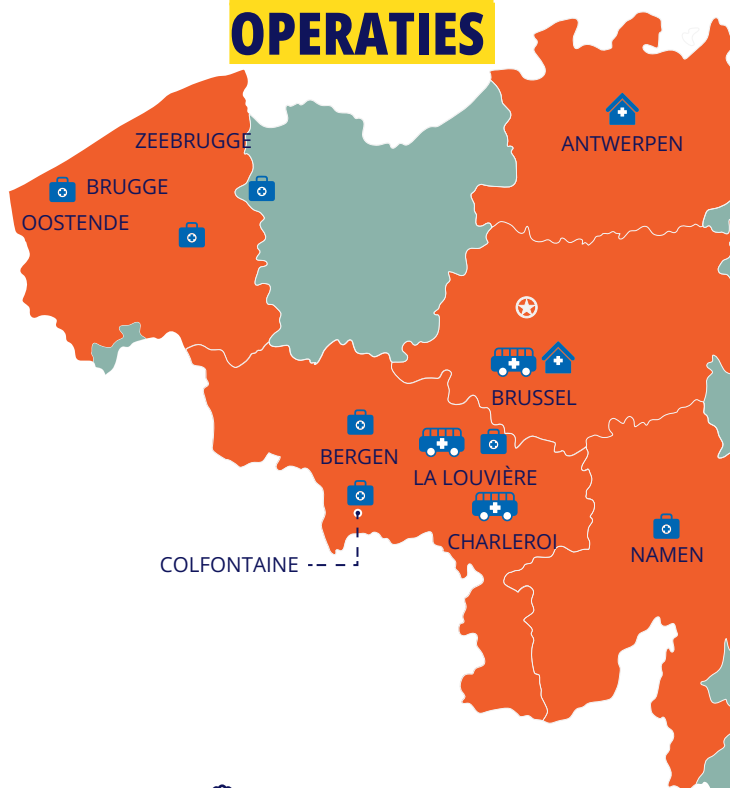 OPERATIES
ZEEBRUGGE
ANTWERPEN
BRUGGE
OOSTENDE
BRUSSEL
BERGEN
LA LOUVIÈRE
CHARLEROI
NAMEN
COLFONTAINE